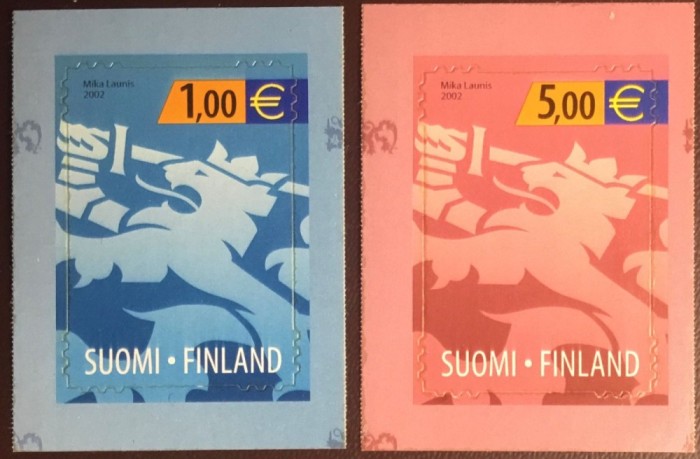 Mika Launis
2002
1,00 €
SUOMI • FINLAND
Mika Launis
2002
5,00 €
SUOMI • FINLAND